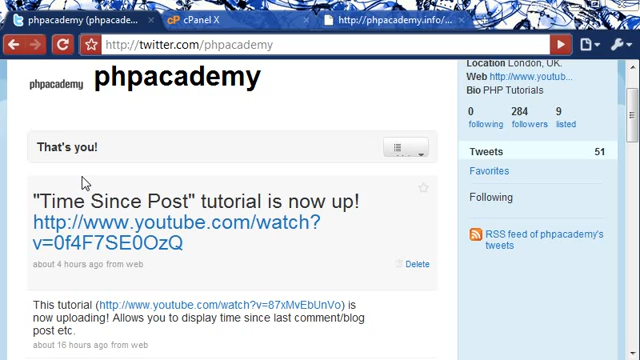 phpacademy (phpacade
cPanel X
http://phpacademy.info/...
http://twitter.com/phpacademy
phpacademy
phpacademy
Location London, UK.
Web http://www.youtub...
Bio PHP Tutorials
0 284 9
following followers listed
That's you!
Tweets 51
Favorites
Following
RSS feed of phpacademy's
tweets
"Time Since Post" tutorial is now up!
http://www.youtube.com/watch?
v=0f4F7SE0OzQ
about 4 hours ago from web
Delete
This tutorial (http://www.youtube.com/watch?v=87xMvEbUnVo) is
now uploading! Allows you to display time since last comment/blog
post etc.
about 16 hours ago from web